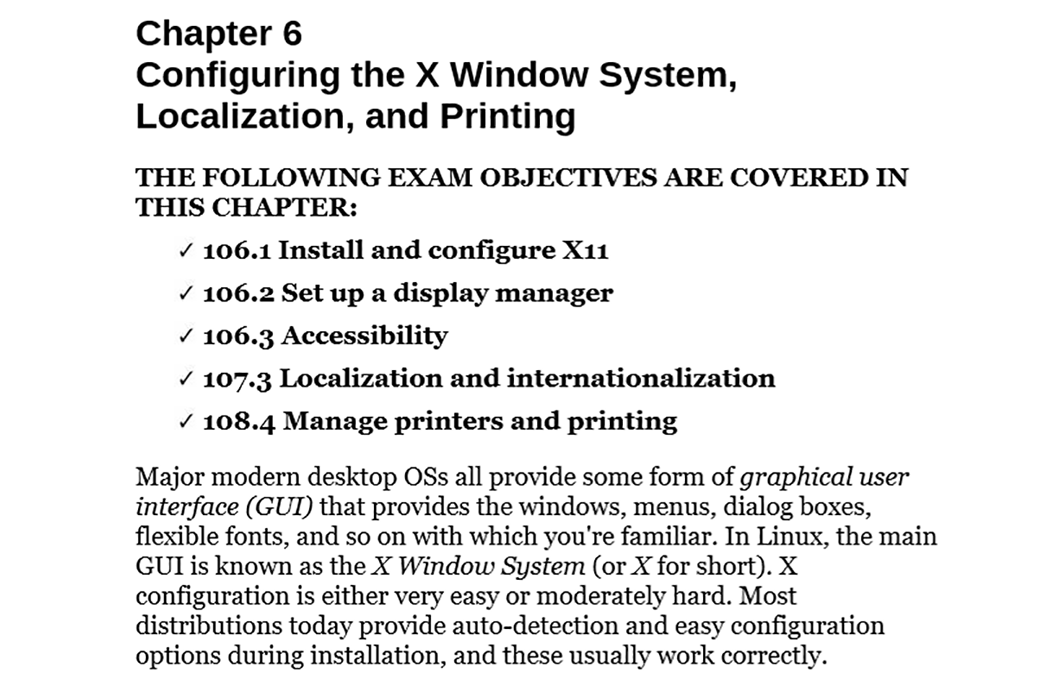 Chapter 6
Configuring the X Window System,
Localization, and Printing
THE FOLLOWING EXAM OBJECTIVES ARE COVERED IN
THIS CHAPTER:
✓ 106.1 Install and configure X11
✓ 106.2 Set up a display manager
✓ 106.3 Accessibility
✓ 107.3 Localization and internationalization
✓ 108.4 Manage printers and printing
Major modern desktop OSs all provide some form of graphical user
interface (GUI) that provides the windows, menus, dialog boxes,
flexible fonts, and so on with which you're familiar. In Linux, the main
GUI is known as the X Window System (or X for short). X
configuration is either very easy or moderately hard. Most
distributions today provide auto-detection and easy configuration
options during installation, and these usually work correctly.